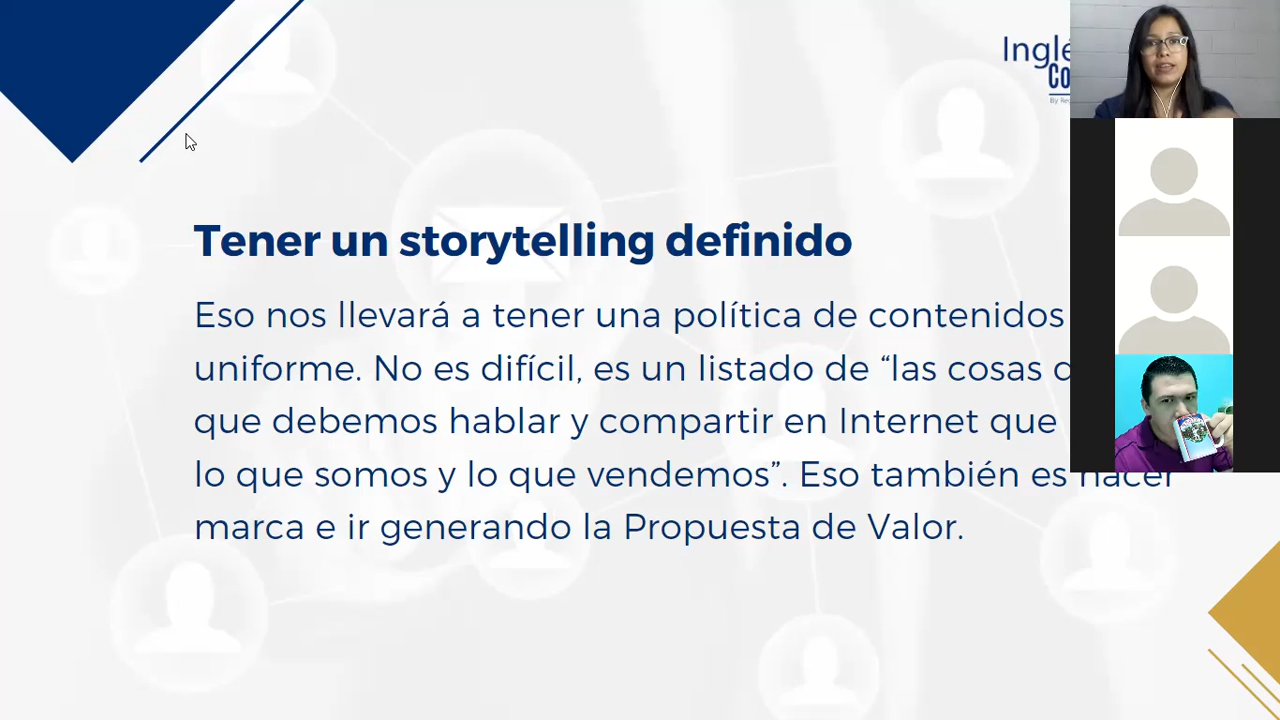 Tener un storytelling definido
Eso nos llevará a tener una política de contenidos
uniforme. No es difícil, es un listado de “las cosas
que debemos hablar y compartir en Internet que
lo que somos y lo que vendemos”. Eso también es hacer
marca e ir generando la Propuesta de Valor.